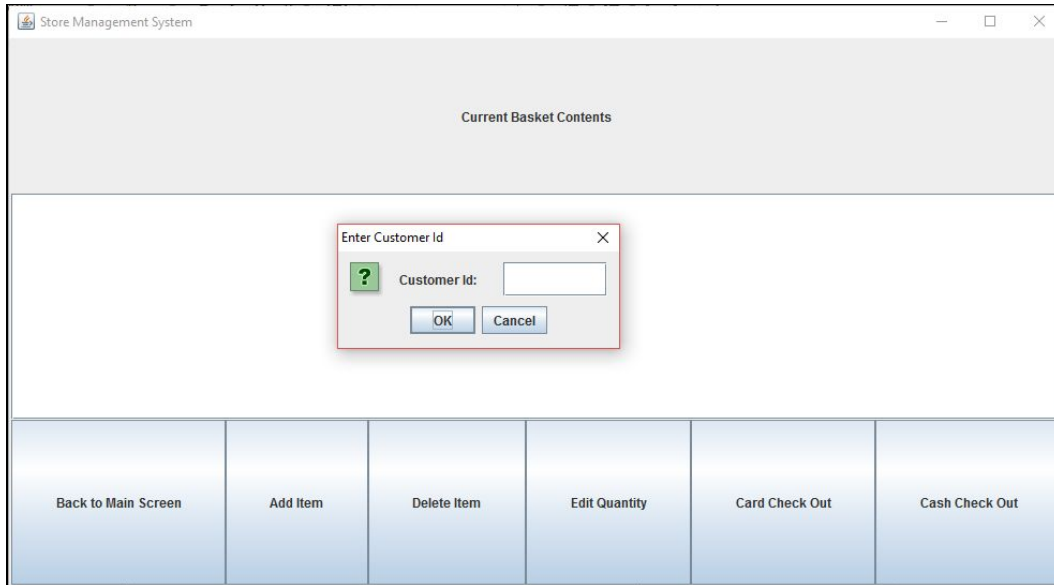 Store Management System
Current Basket Contents
Enter Customer Id
?
Customer Id:
OK Cancel
Back to Main Screen Add Item Delete Item Edit Quantity Card Check Out Cash Check Out